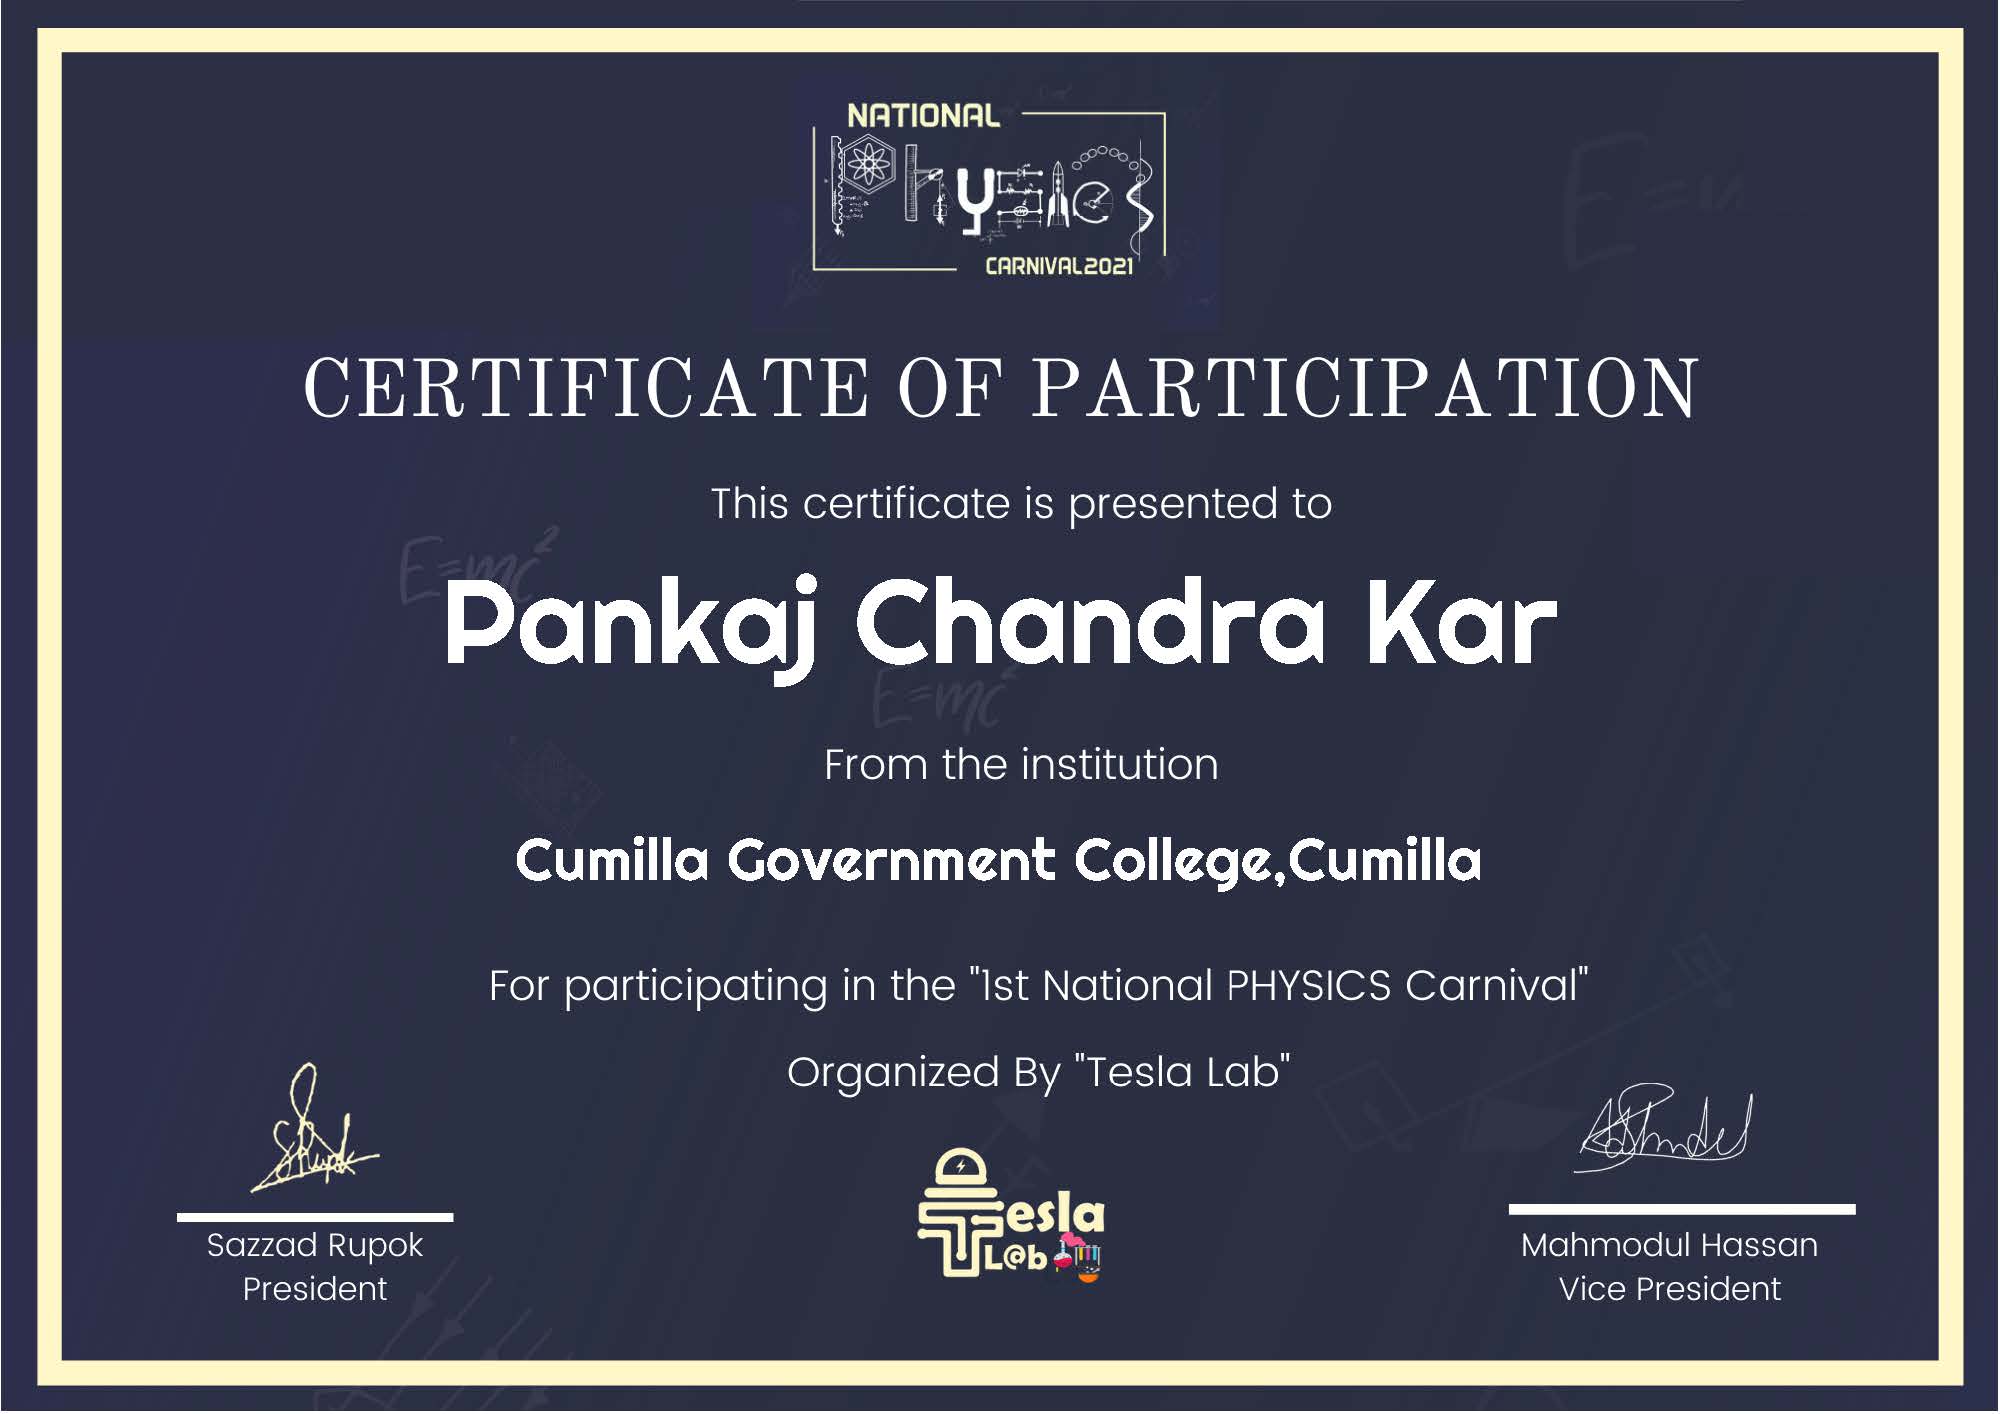 NATIONAL
Physics
CARNIVAL2021
CERTIFICATE OF PARTICIPATION
This certificate is presented to
E=mc²
Pankaj Chandra Kar
E=mc²
From the institution
Cumilla Government College,Cumilla
For participating in the "1st National PHYSICS Carnival"
Organized By "Tesla Lab"
Tesla
L@b
Sazzad Rupok
President
Mahmodul Hassan
Vice President